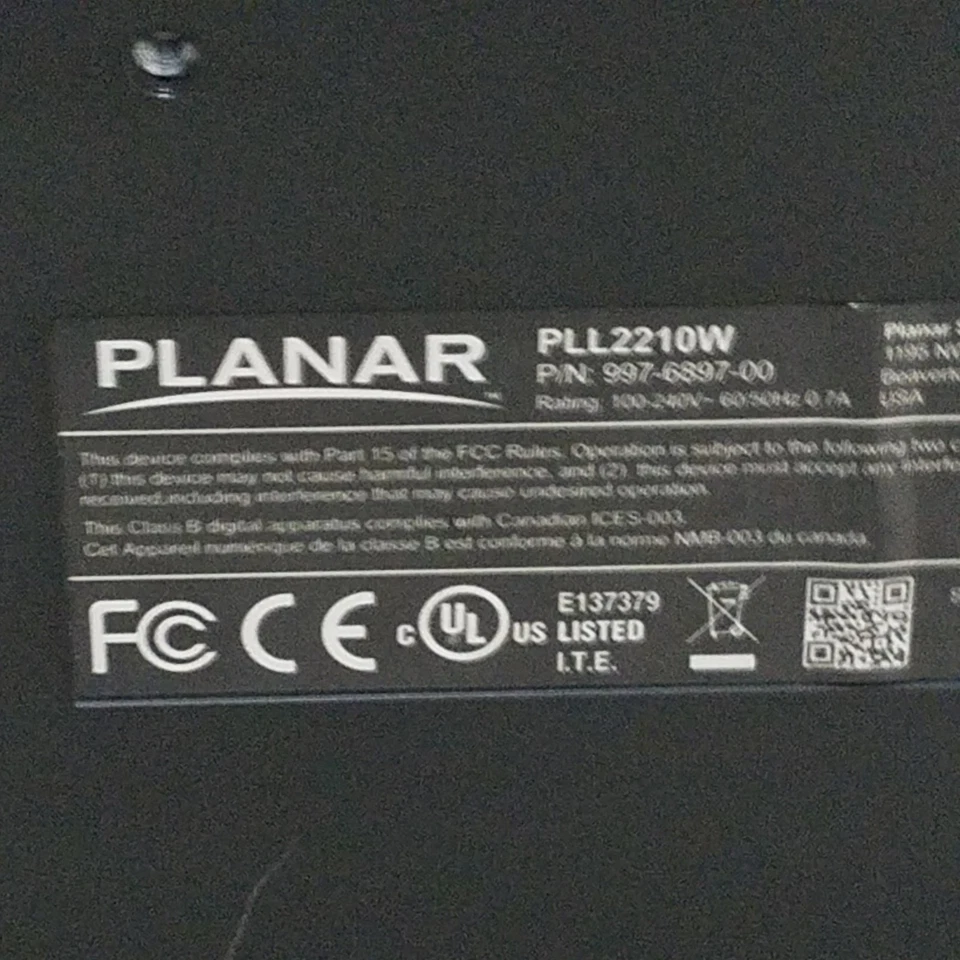 PLANAR™
PLL2210W
P/N: 997-6897-00
Rating: 100-240V~ 60/50Hz 0.7A
Planar
1195 NW
USA
This device complies with Part 15 of the FCC Rules. Operation is subject to the following two
(1) this device may not cause harmful interference, and (2) this device must accept any
received, including interference that may cause undesired operation.
This Class B digital apparatus complies with Canadian ICES-003.
Cet Appareil numérique de la classe B est conforme à la norme NMB-003 du canada.
FC CE C UL US
E137379
LISTED
I.T.E.